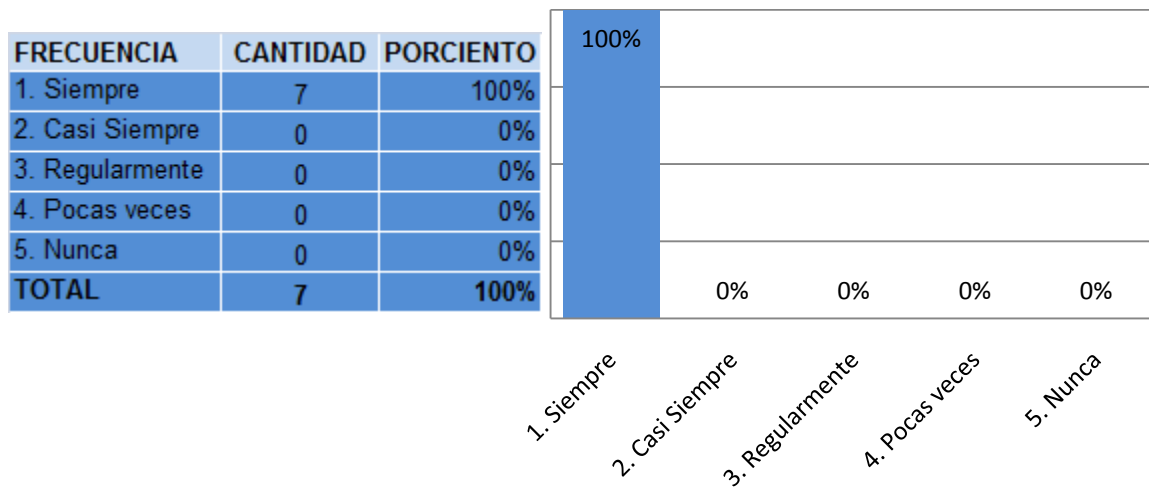 FRECUENCIA CANTIDAD PORCIENTO
1. Siempre 7 100%
2. Casi Siempre 0 0%
3. Regularmente 0 0%
4. Pocas veces 0 0%
5. Nunca 0 0%
TOTAL 7 100%
100%
0% 0% 0% 0%
1. Siempre
2. Casi Siempre
3. Regularmente
4. Pocas veces
5. Nunca